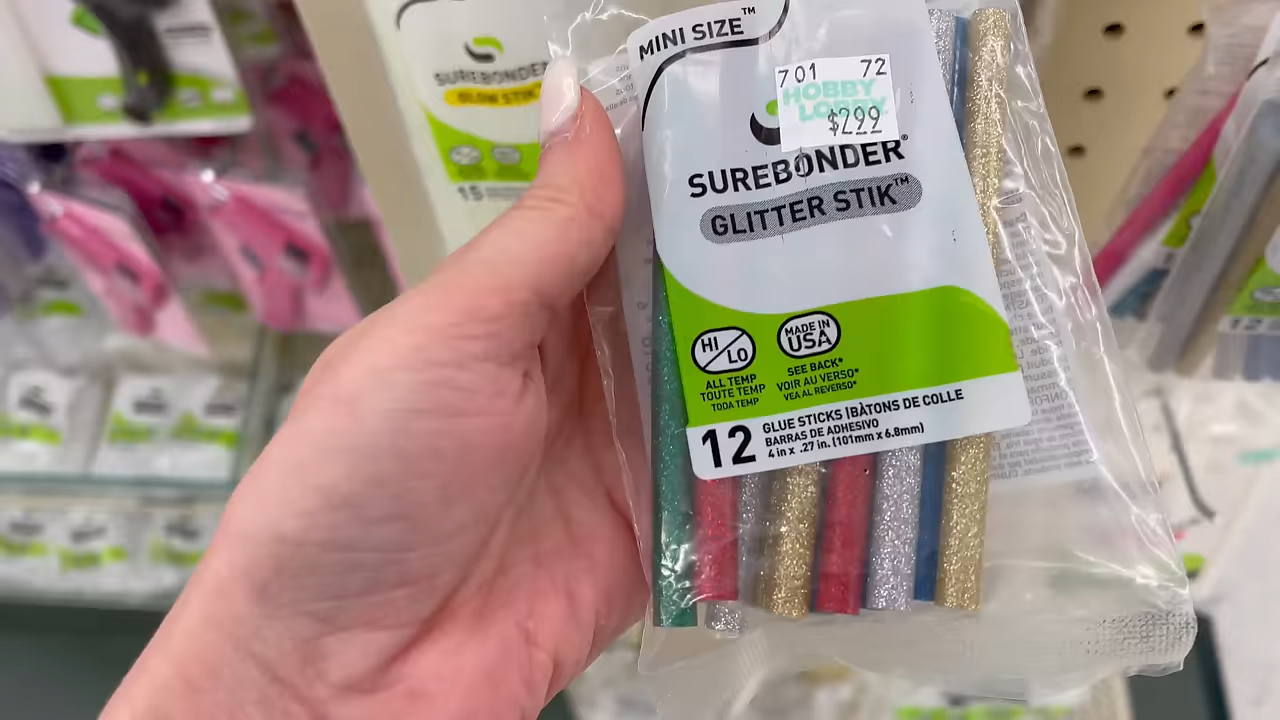 MINI SIZE™
701 72
HOBBY
LOBBY
$2.99
SUREBONDER®
GLITTER STIK™
HI
LO
MADE IN
USA
ALL TEMP
TOUTE TEMP
TODA TEMP
SEE BACK*
VOIR AU VERSO*
VEA AL REVERSO*
12
GLUE STICKS | BÂTONS DE COLLE
BARRAS DE ADHESIVO
4 in x .27 in. (101mm x 6.8mm)
SUREBONDER
GLOW STIK
15
12